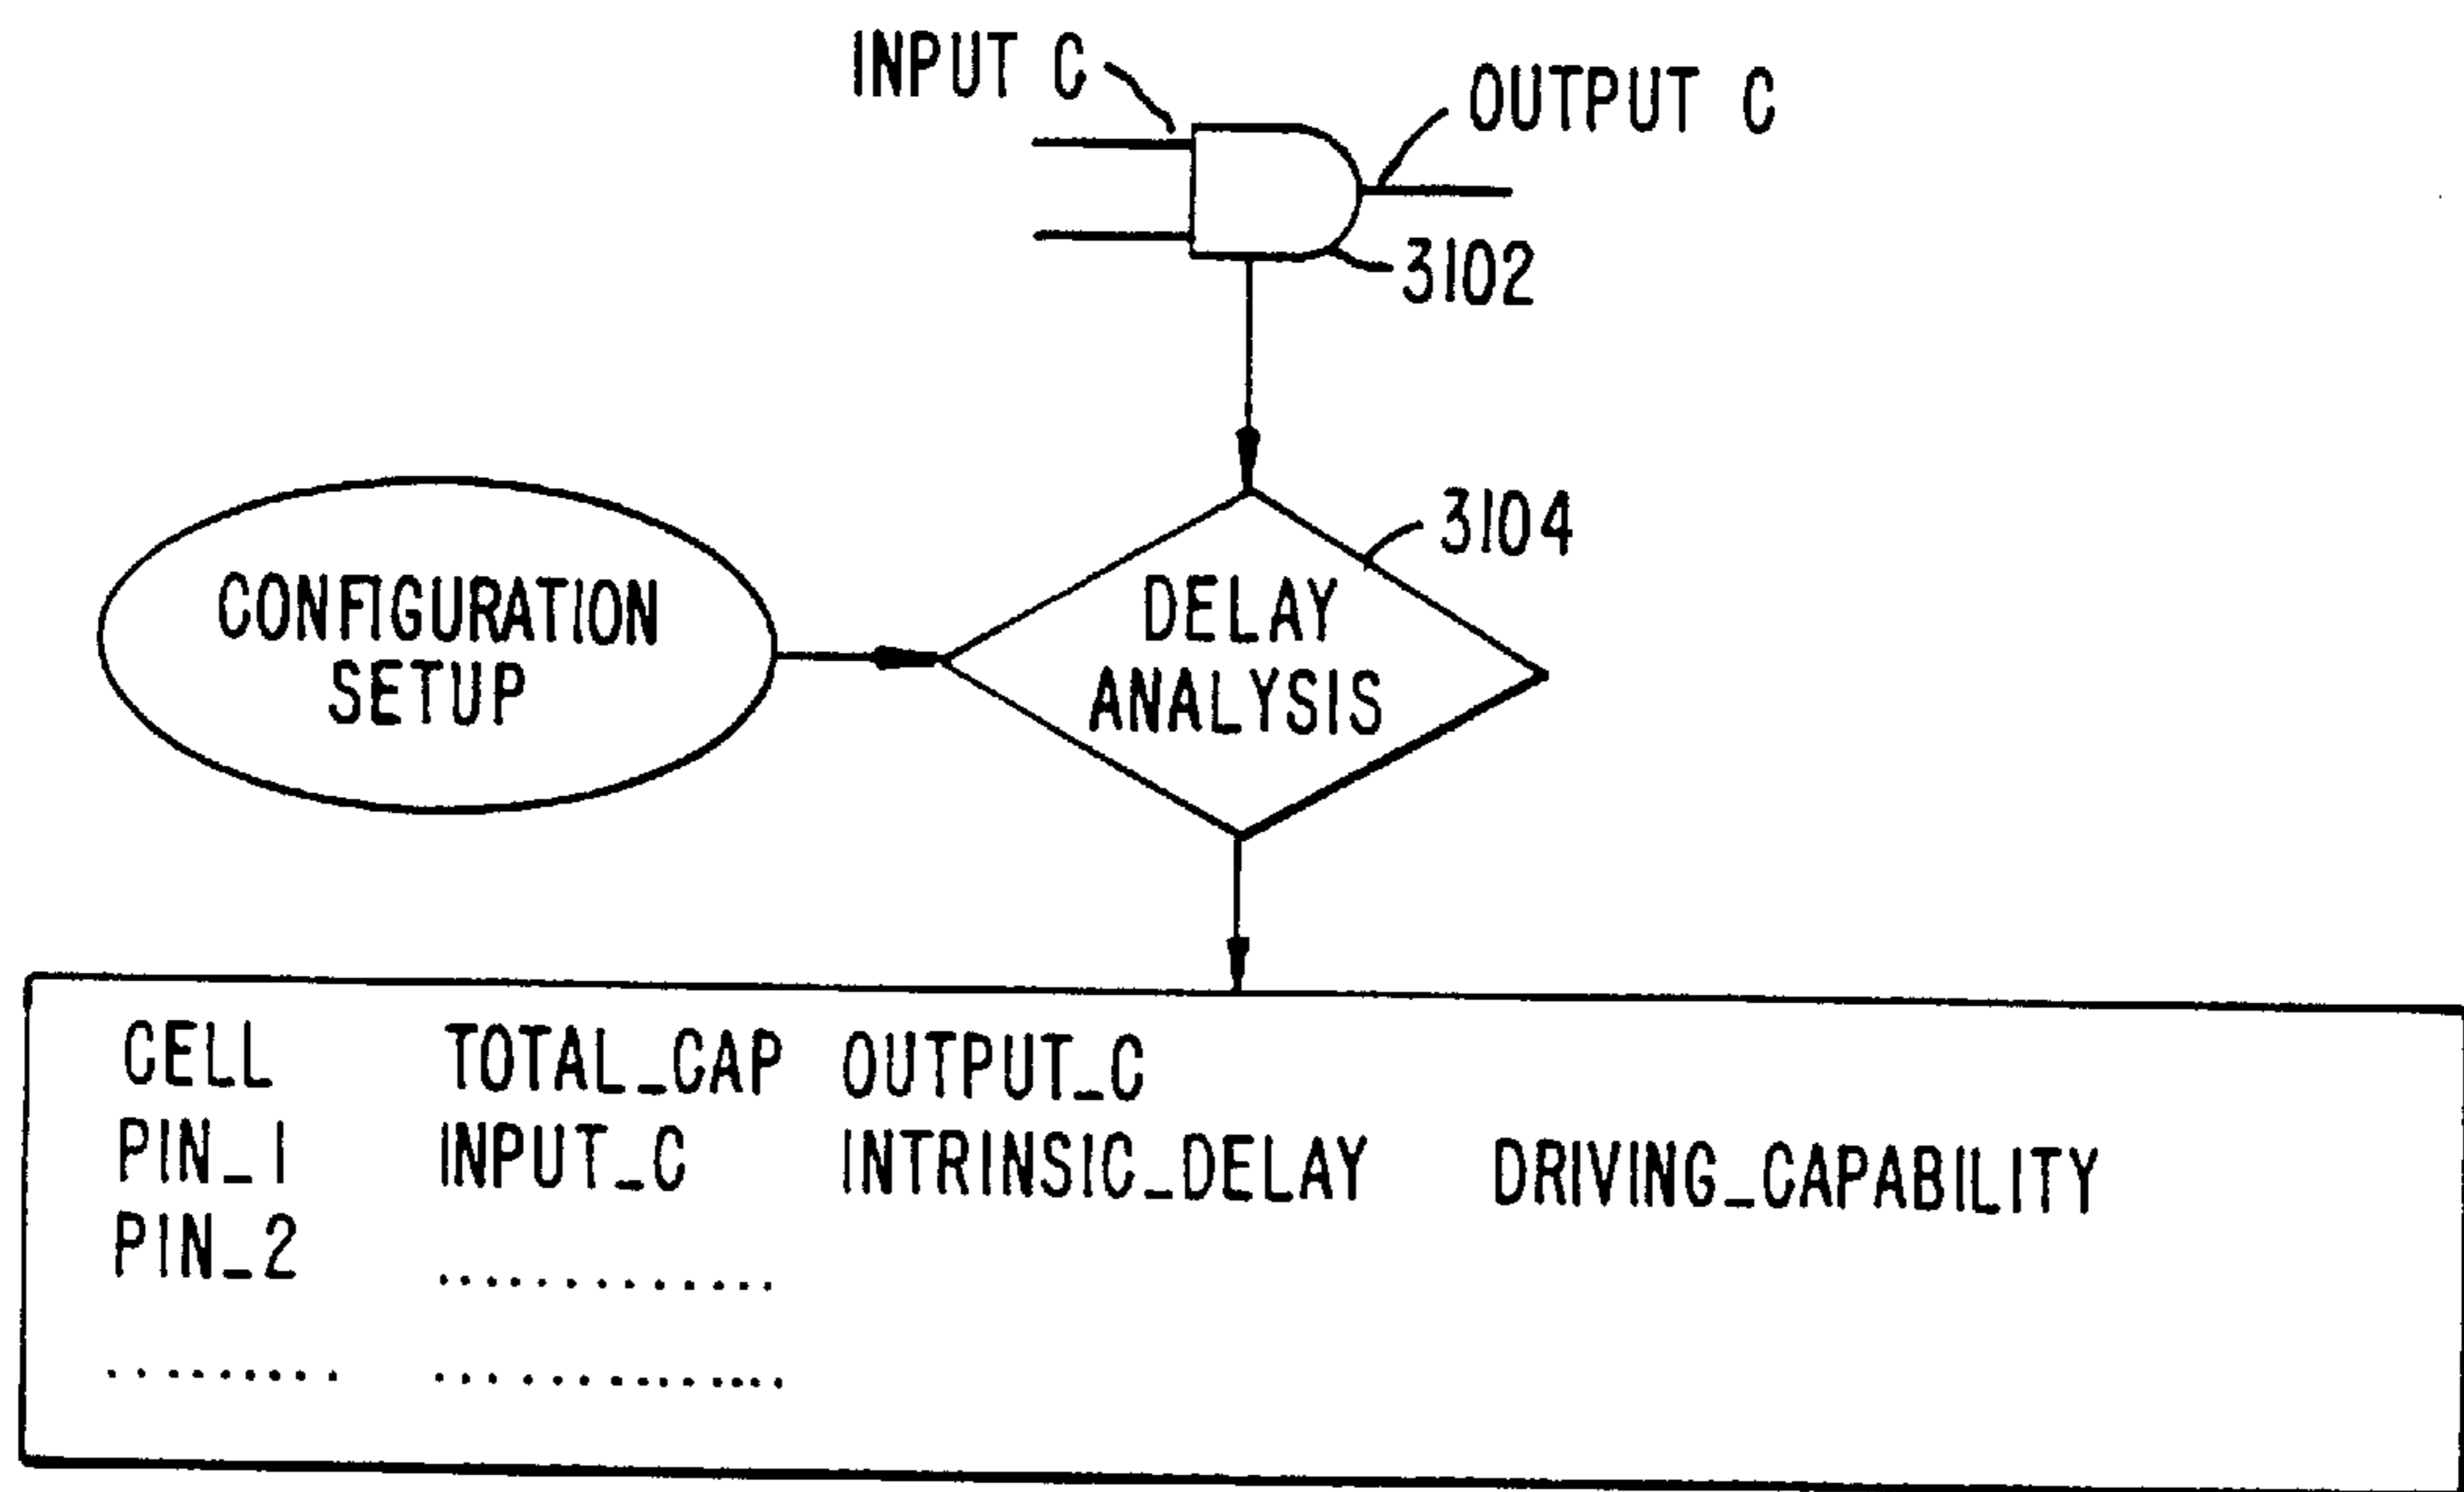 INPUT C
OUTPUT C
3102
3104
CONFIGURATION
SETUP
DELAY
ANALYSIS
CELL TOTAL_CAP OUTPUT_C
PIN_1 INPUT_C INTRINSIC_DELAY DRIVING_CAPABILITY
PIN_2 .............
......... .............